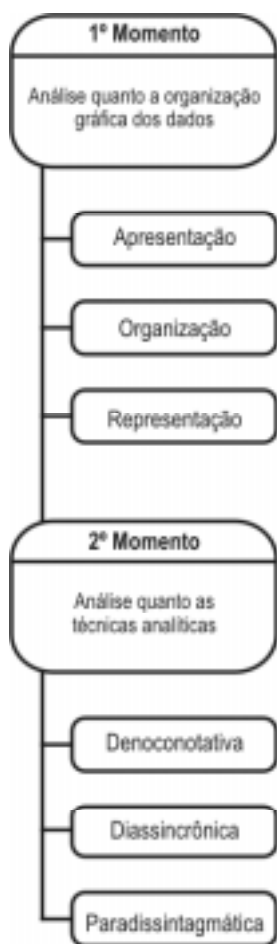 1º Momento
Análise quanto a organização
gráfica dos dados
Apresentação
Organização
Representação
2º Momento
Análise quanto as
técnicas analíticas
Denoconotativa
Diassincrônica
Paradissintagmática